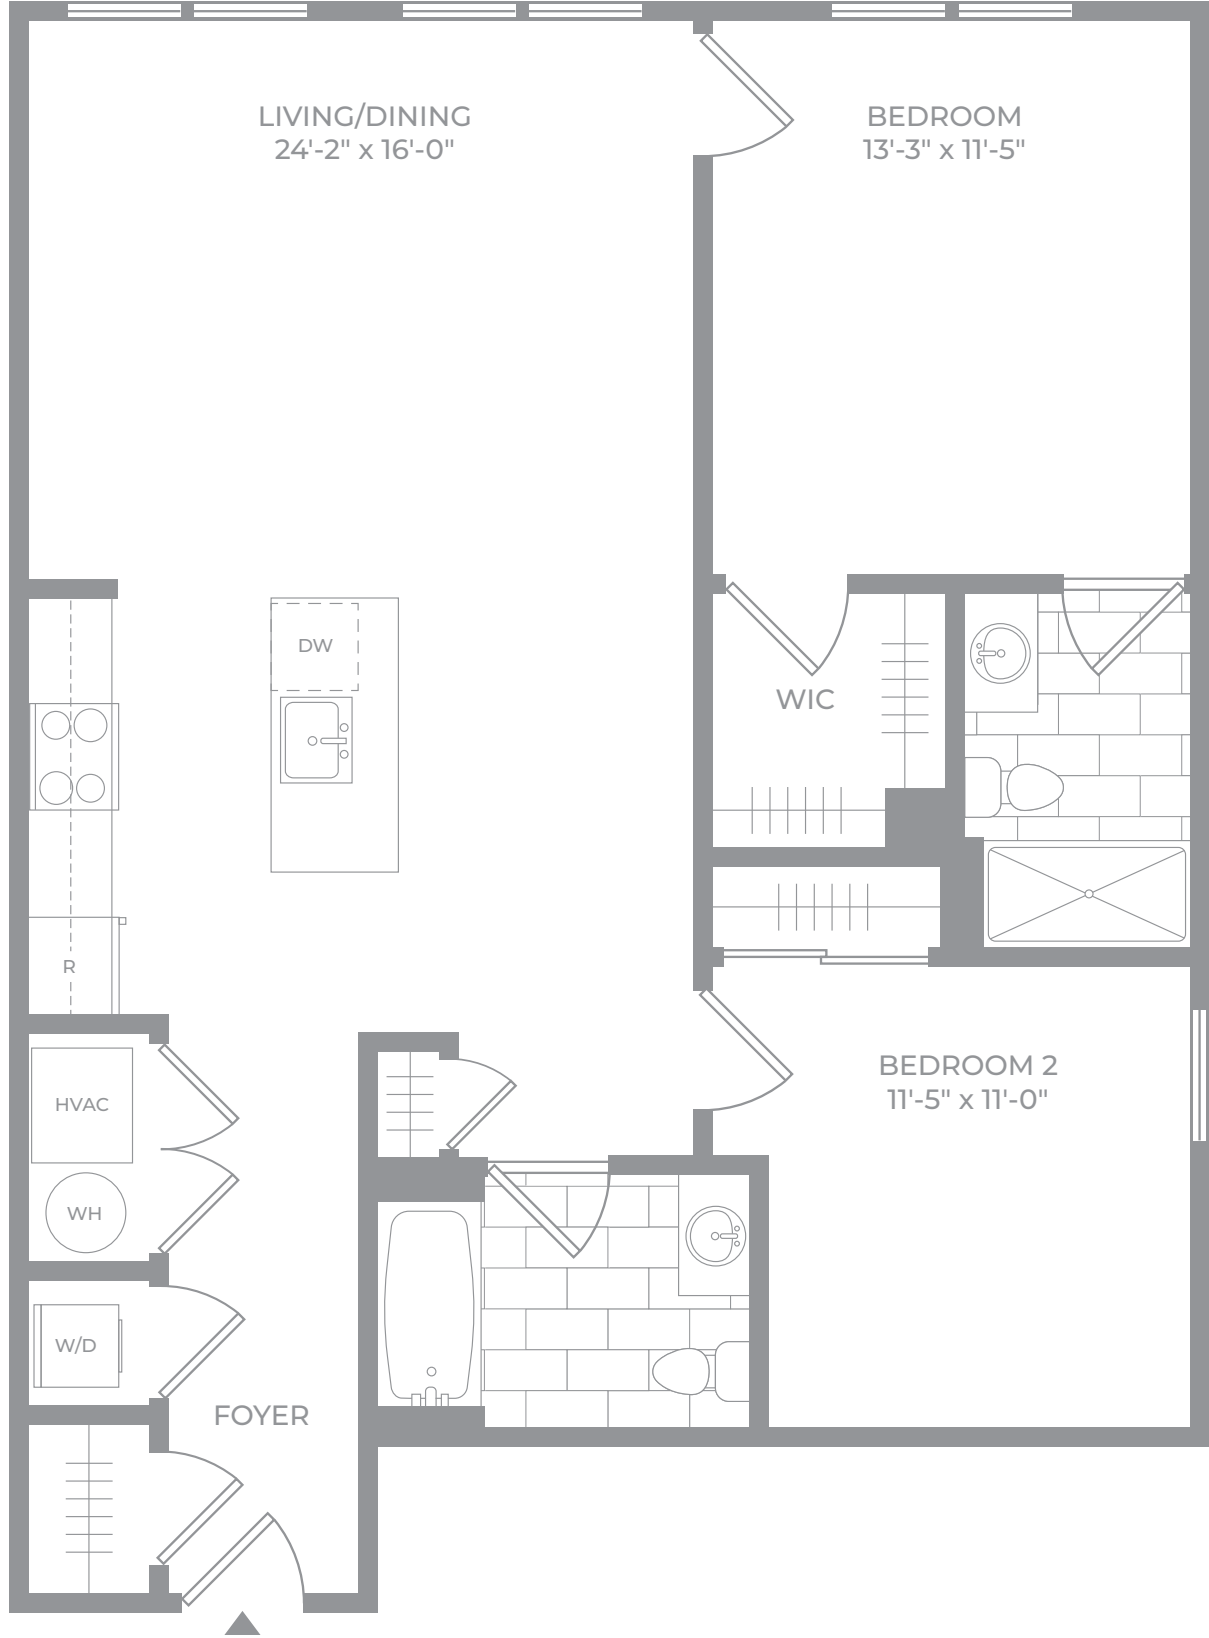 LIVING/DINING
24'-2" x 16'-0"
BEDROOM
13'-3" x 11'-5"
DW
WIC
R
HVAC
BEDROOM 2
11'-5" x 11'-0"
WH
W/D
FOYER